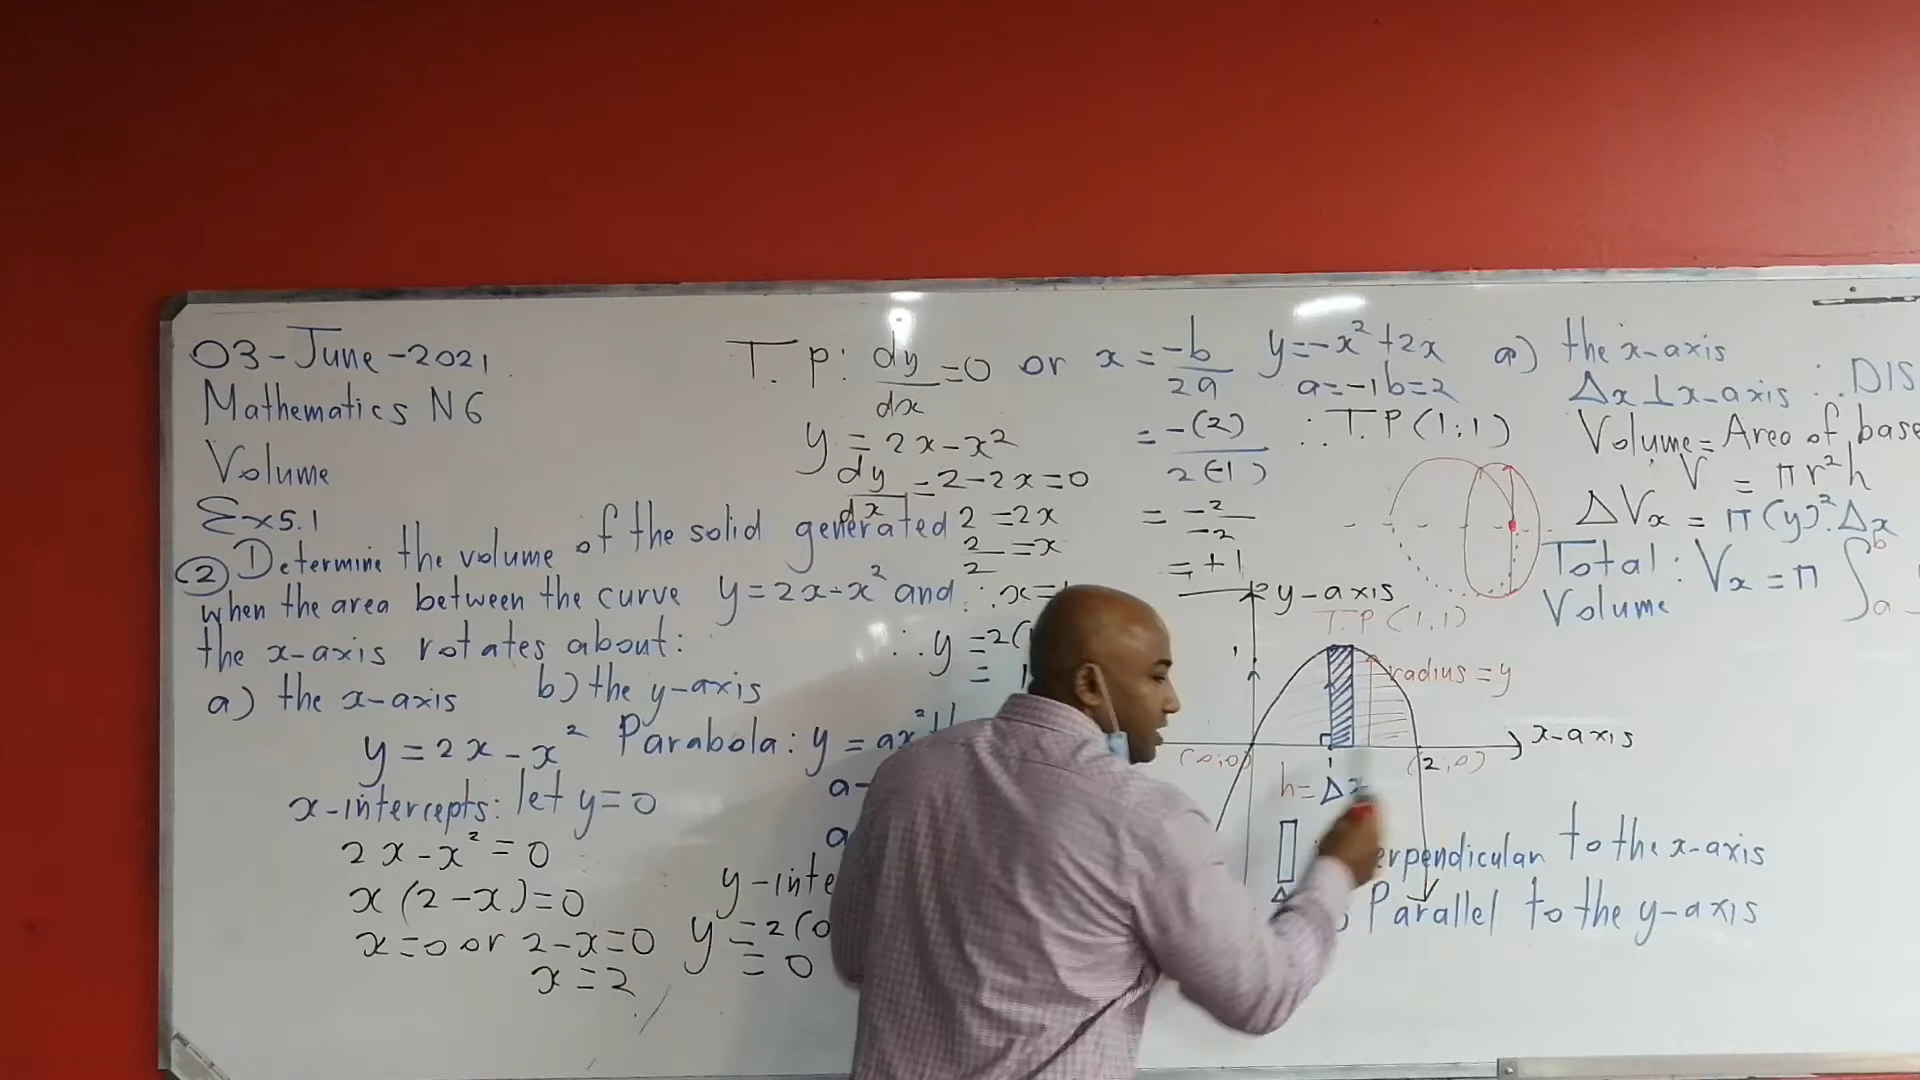 03-June-2021
Mathematics N6
Volume
Ex5.1
② Determine the volume of the solid generated
when the area between the curve y=2x-x² and
the x-axis rotates about:
a) the x-axis b) the y-axis
y=2x-x² Parabola: y=ax²+
x-intercepts: let y=0
2x-x²=0
x(2-x)=0
x=0 or 2-x=0
x=2
y-inte
y=2(0
=0
T.P: dy/dx=0 or x=-b/2a
y=2x-x²
dy/dx=2-2x=0
2=2x
2/2=x
∴x=
∴y=2(
=
=-(2)/2(-1)
=-2/-2
=+1
y=-x²+2x
a=-1 b=2
∴T.P(1;1)
y-axis
T.P(1,1)
1
radius=y
x-axis
(0;0)
1
(2;0)
h=Δx
erpendicular to the x-axis
Parallel to the y-axis
a) the x-axis
Δx⊥x-axis ∴ DIS
Volume=Area of base
V=πr²h
ΔVx=π(y)².Δx
Total: Vx=π∫ₐᵇ
Volume